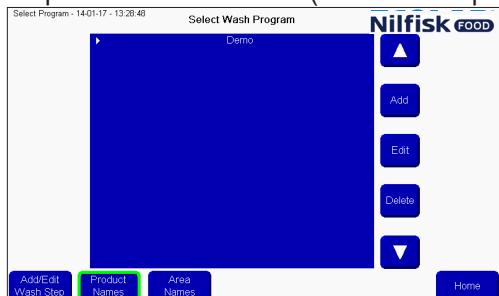 Select Program - 14-01-17 - 13:28:48
Select Wash Program
Nilfisk FOOD
Demo
Add
Edit
Delete
Add/Edit
Wash Step
Product
Names
Area
Names
Home